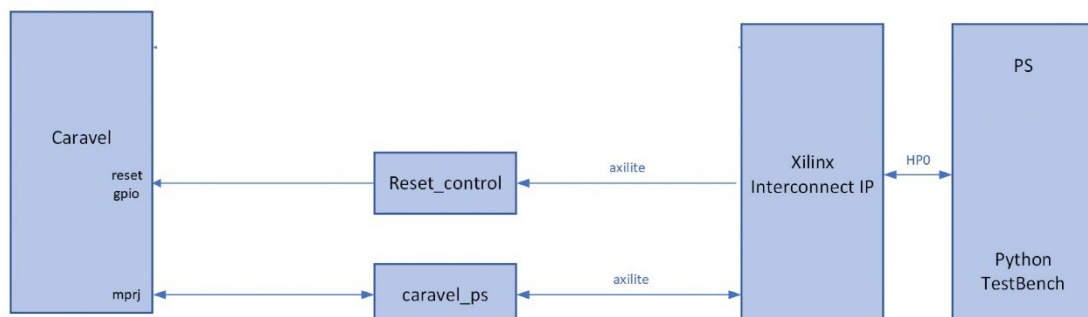 PS
Caravel
reset
gpio
Reset_control
axilite
Xilinx
Interconnect IP
HP0
mprj
caravel_ps
axilite
Python
TestBench